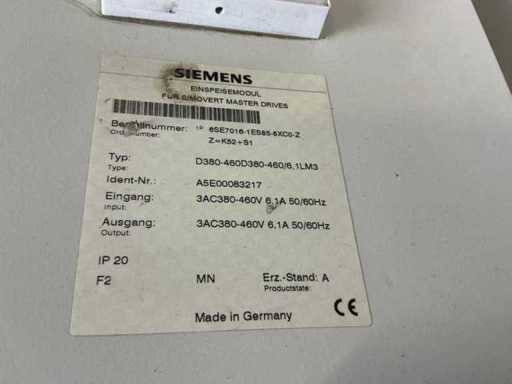 SIEMENS
EINSPEISEMODUL
FÜR SIMOVERT MASTER DRIVES
Bestellnummer: 1P 6SE7016-1ES85-5XC0-Z
Order number: Z=K52+S1
Typ: D380-460D380-460/6,1LM3
Type:
Ident-Nr.: A5E00083217
Eingang: 3AC380-460V 6,1A 50/60Hz
Input:
Ausgang: 3AC380-460V 6,1A 50/60Hz
Output:
IP 20
F2 MN Erz.-Stand: A
Productstate:
CE
Made in Germany